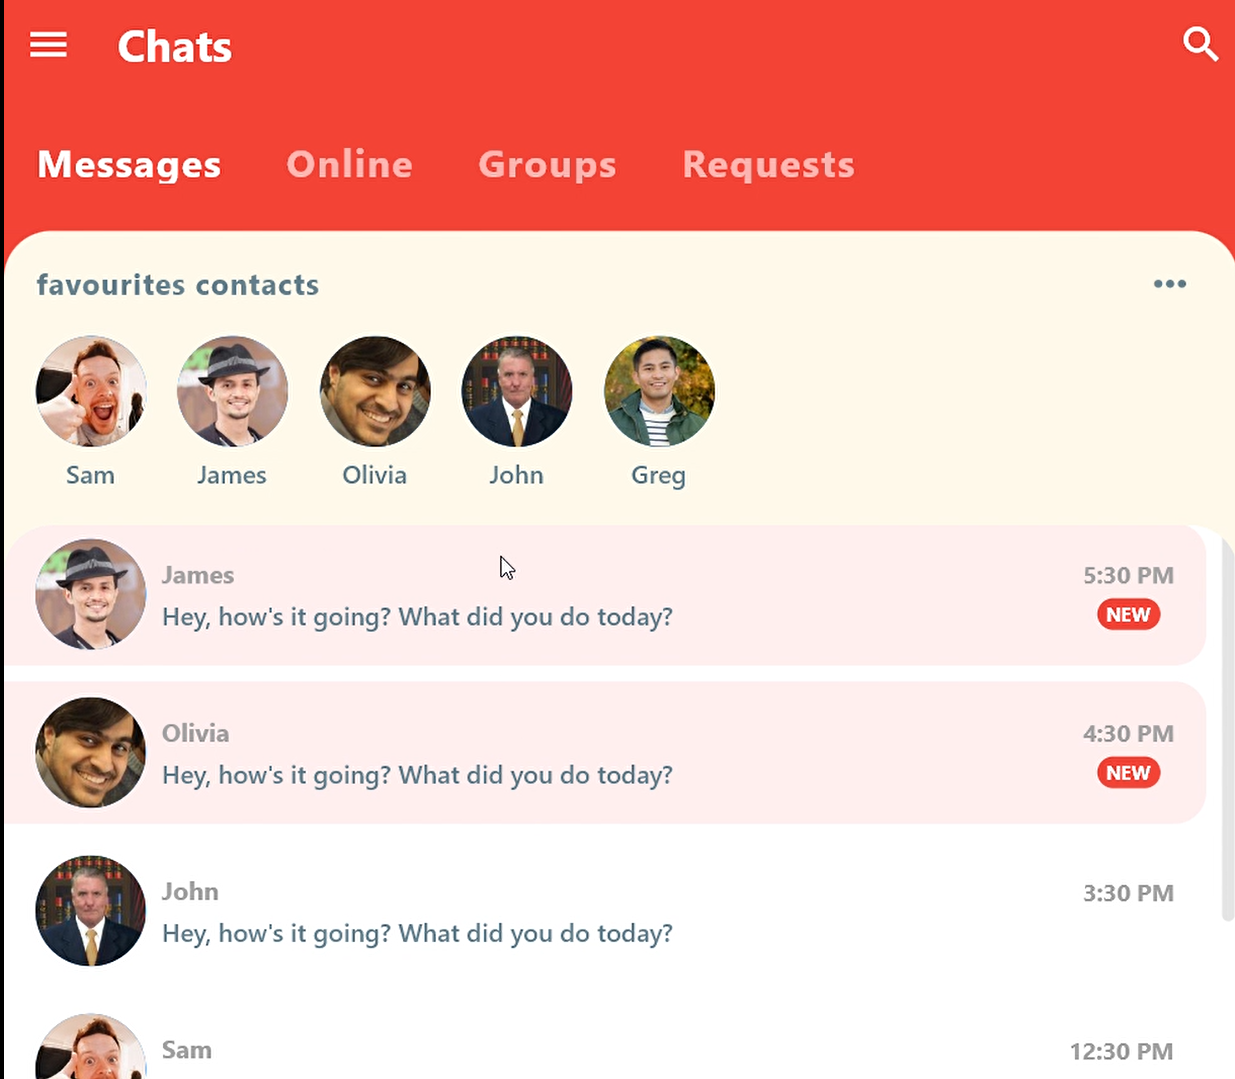 Chats
Messages Online Groups Requests
favourites contacts
Sam James Olivia John Greg
James 5:30 PM
Hey, how's it going? What did you do today? NEW
Olivia 4:30 PM
Hey, how's it going? What did you do today? NEW
John 3:30 PM
Hey, how's it going? What did you do today?
Sam 12:30 PM